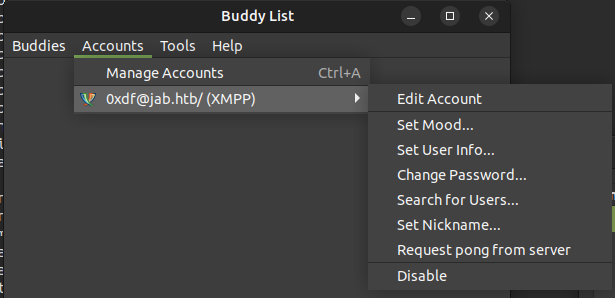 Buddy List
Buddies Accounts Tools Help
Manage Accounts Ctrl+A
0xdf@jab.htb/ (XMPP)
Edit Account
Set Mood...
Set User Info...
Change Password...
Search for Users...
Set Nickname...
Request pong from server
Disable